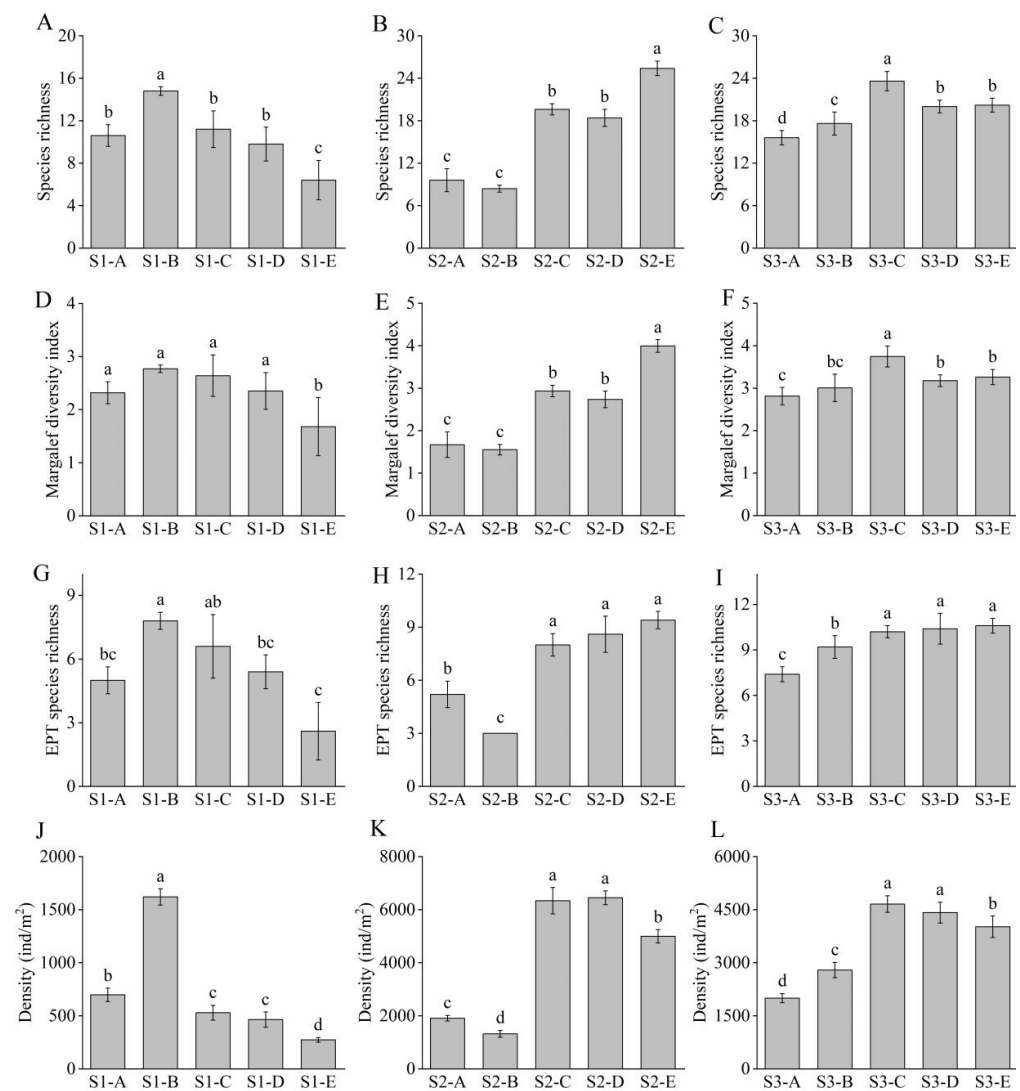 A
Species richness
20
16
12
8
4
0
b
a
b
b
c
S1-A S1-B S1-C S1-D S1-E
B
Species richness
30
24
18
12
6
0
c
c
b
b
a
S2-A S2-B S2-C S2-D S2-E
C
Species richness
30
24
18
12
6
0
d
c
a
b
b
S3-A S3-B S3-C S3-D S3-E
D
Margalef diversity index
4
3
2
1
0
a
a
a
a
b
S1-A S1-B S1-C S1-D S1-E
E
Margalef diversity index
5
4
3
2
1
0
c
c
b
b
a
S2-A S2-B S2-C S2-D S2-E
F
Margalef diversity index
5
4
3
2
1
0
c
bc
a
b
b
S3-A S3-B S3-C S3-D S3-E
G
EPT species richness
9
6
3
0
bc
a
ab
bc
c
S1-A S1-B S1-C S1-D S1-E
H
EPT species richness
12
9
6
3
0
b
c
a
a
a
S2-A S2-B S2-C S2-D S2-E
I
EPT species richness
12
9
6
3
0
c
b
a
a
a
S3-A S3-B S3-C S3-D S3-E
J
Density (ind/m²)
2000
1500
1000
500
0
b
a
c
c
d
S1-A S1-B S1-C S1-D S1-E
K
Density (ind/m²)
8000
6000
4000
2000
0
c
d
a
a
b
S2-A S2-B S2-C S2-D S2-E
L
Density (ind/m²)
6000
4500
3000
1500
0
d
c
a
a
b
S3-A S3-B S3-C S3-D S3-E